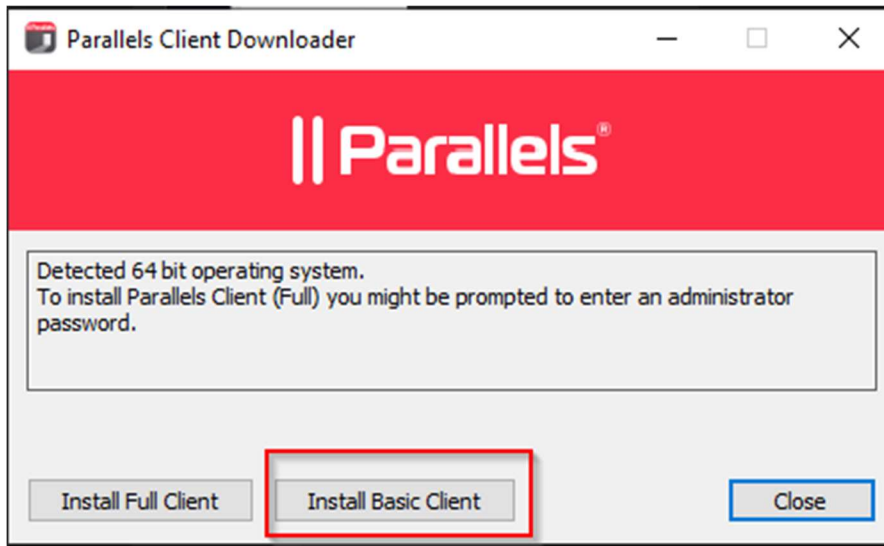 Parallels Client Downloader
|| Parallels®
Detected 64 bit operating system.
To install Parallels Client (Full) you might be prompted to enter an administrator
password.
Install Full Client
Install Basic Client
Close